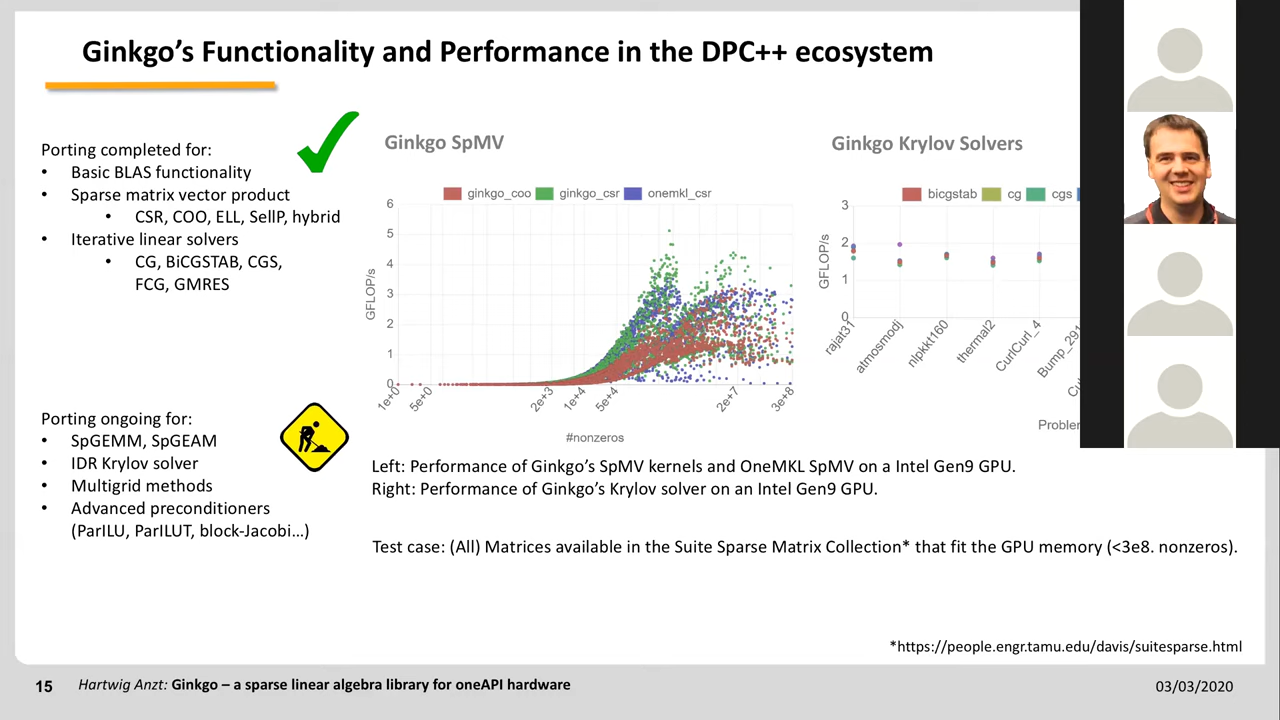 Ginkgo's Functionality and Performance in the DPC++ ecosystem
Porting completed for:
• Basic BLAS functionality
• Sparse matrix vector product
• CSR, COO, ELL, SellP, hybrid
• Iterative linear solvers
• CG, BiCGSTAB, CGS,
FCG, GMRES
Porting ongoing for:
• SpGEMM, SpGEAM
• IDR Krylov solver
• Multigrid methods
• Advanced preconditioners
(ParILU, ParILUT, block-Jacobi…)
Ginkgo SpMV
ginkgo_coo ginkgo_csr onemkl_csr
6
5
4
3
2
1
0
GFLOP/s
1e+0 5e+0 2e+3 1e+4 5e+4 2e+7 3e+8
#nonzeros
Ginkgo Krylov Solvers
bicgstab cg cgs
3
2
1
0
GFLOP/s
rajat31 atmosmodj nlpkkt160 thermal2 CurlCurl_4 Bump_291 Cu
Problem
Left: Performance of Ginkgo's SpMV kernels and OneMKL SpMV on a Intel Gen9 GPU.
Right: Performance of Ginkgo's Krylov solver on an Intel Gen9 GPU.
Test case: (All) Matrices available in the Suite Sparse Matrix Collection* that fit the GPU memory (<3e8. nonzeros).
*https://people.engr.tamu.edu/davis/suitesparse.html
15 Hartwig Anzt: Ginkgo – a sparse linear algebra library for oneAPI hardware 03/03/2020